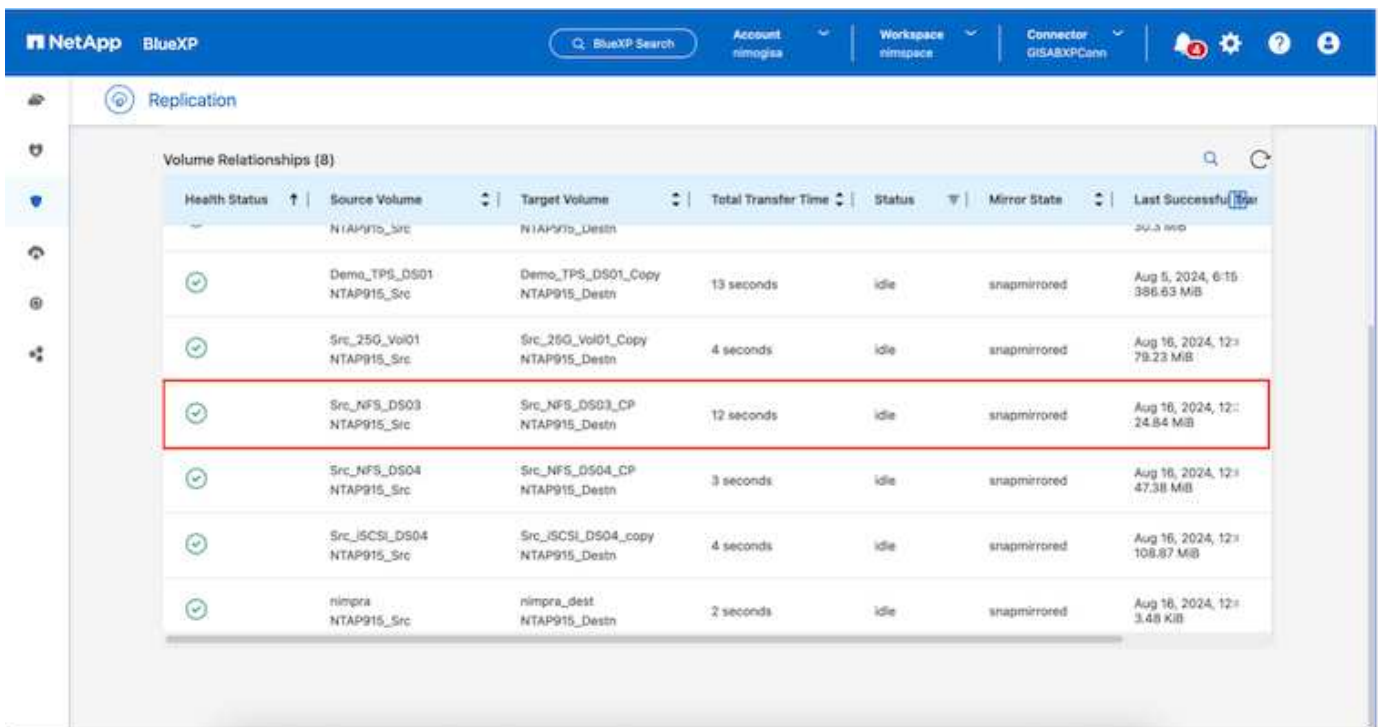 NetApp BlueXP
BlueXP Search
Account
nimogisa
Workspace
nimspace
Connector
GISABXPConn
4
Replication
Volume Relationships (8)
Health Status Source Volume Target Volume Total Transfer Time Status Mirror State Last Successful
NTAP915_Src NTAP915_Destn 30.3 MiB
Demo_TPS_DS01 Demo_TPS_DS01_Copy Aug 5, 2024, 6:15
NTAP915_Src NTAP915_Destn 13 seconds idle snapmirrored 386.63 MiB
Src_25G_Vol01 Src_25G_Vol01_Copy Aug 16, 2024, 12:
NTAP915_Src NTAP915_Destn 4 seconds idle snapmirrored 79.23 MiB
Src_NFS_DS03 Src_NFS_DS03_CP Aug 16, 2024, 12:
NTAP915_Src NTAP915_Destn 12 seconds idle snapmirrored 24.84 MiB
Src_NFS_DS04 Src_NFS_DS04_CP Aug 16, 2024, 12:
NTAP915_Src NTAP915_Destn 3 seconds idle snapmirrored 47.38 MiB
Src_iSCSI_DS04 Src_iSCSI_DS04_copy Aug 16, 2024, 12:
NTAP915_Src NTAP915_Destn 4 seconds idle snapmirrored 108.87 MiB
nimpra nimpra_dest Aug 16, 2024, 12:
NTAP915_Src NTAP915_Destn 2 seconds idle snapmirrored 3.48 KiB